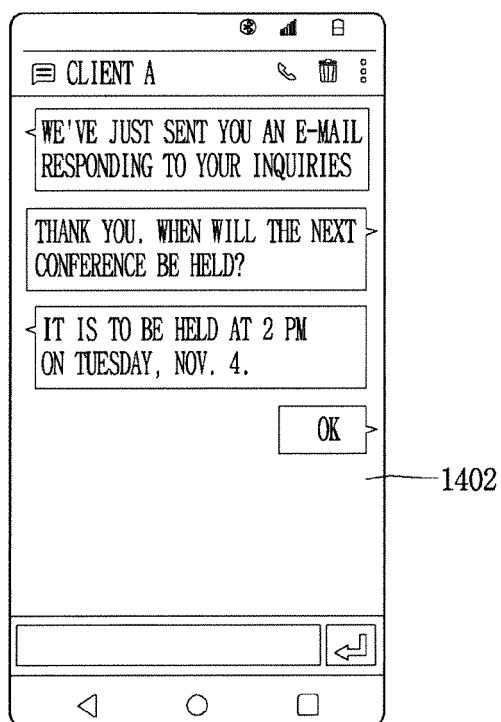 CLIENT A
WE'VE JUST SENT YOU AN E-MAIL
RESPONDING TO YOUR INQUIRIES
THANK YOU. WHEN WILL THE NEXT
CONFERENCE BE HELD?
IT IS TO BE HELD AT 2 PM
ON TUESDAY, NOV. 4.
OK
1402